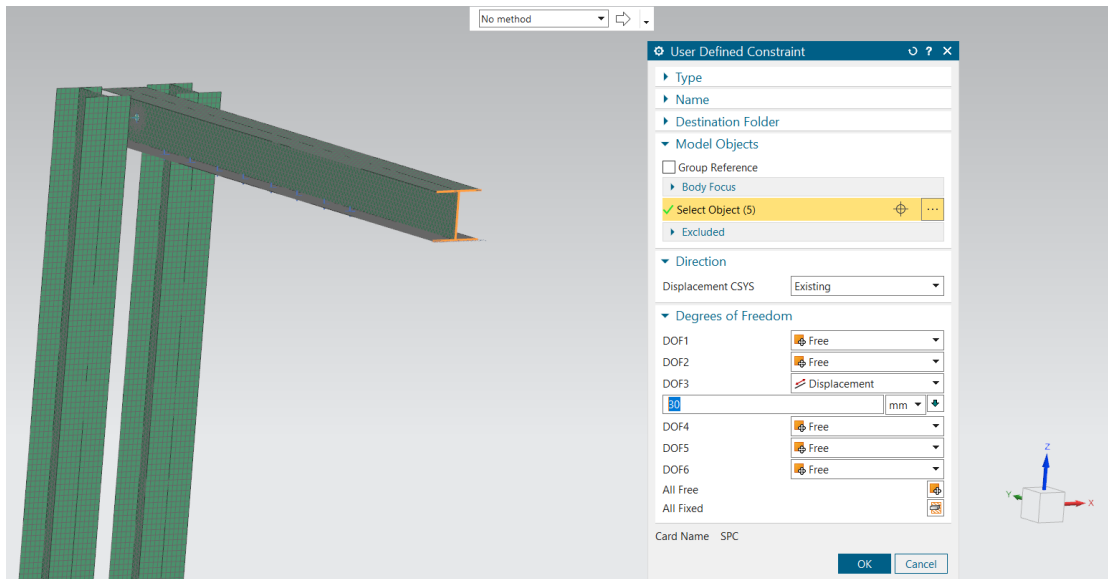 No method
User Defined Constraint
?
Type
Name
Destination Folder
Model Objects
Group Reference
Body Focus
Select Object (5)
Excluded
Direction
Displacement CSYS Existing
Degrees of Freedom
DOF1 Free
DOF2 Free
DOF3 Displacement
30 mm
DOF4 Free
DOF5 Free
DOF6 Free
All Free
All Fixed
Card Name SPC
OK Cancel
Z
Y
X